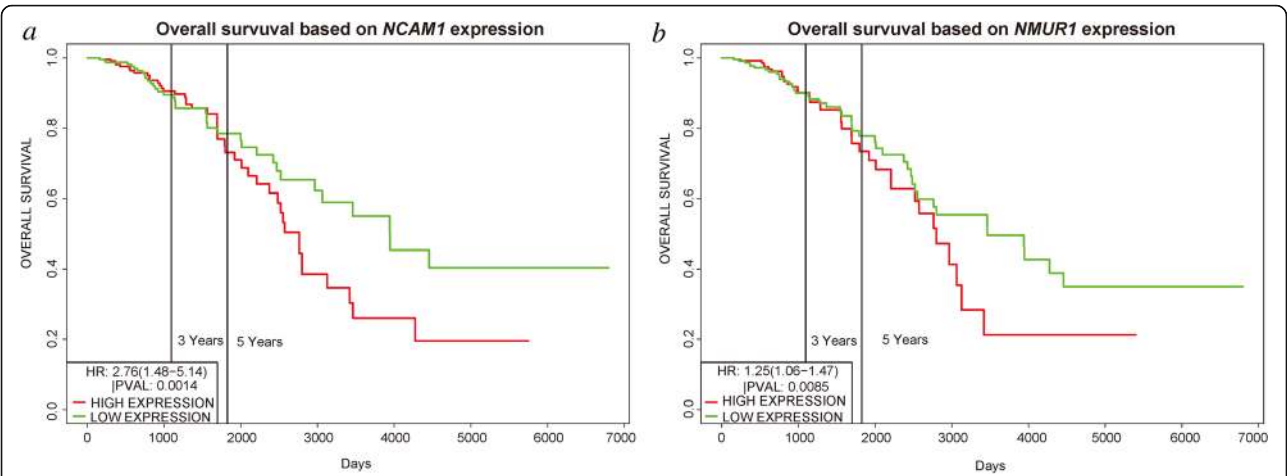 a
Overall survuval based on NCAM1 expression
OVERALL SURVIVAL
1.0
0.8
0.6
0.4
0.2
0.0
3 Years
5 Years
HR: 2.76(1.48−5.14)
|PVAL: 0.0014
HIGH EXPRESSION
LOW EXPRESSION
0 1000 2000 3000 4000 5000 6000 7000
Days
b
Overall survuval based on NMUR1 expression
OVERALL SURVIVAL
1.0
0.8
0.6
0.4
0.2
0.0
3 Years
5 Years
HR: 1.25(1.06−1.47)
|PVAL: 0.0085
HIGH EXPRESSION
LOW EXPRESSION
0 1000 2000 3000 4000 5000 6000 7000
Days